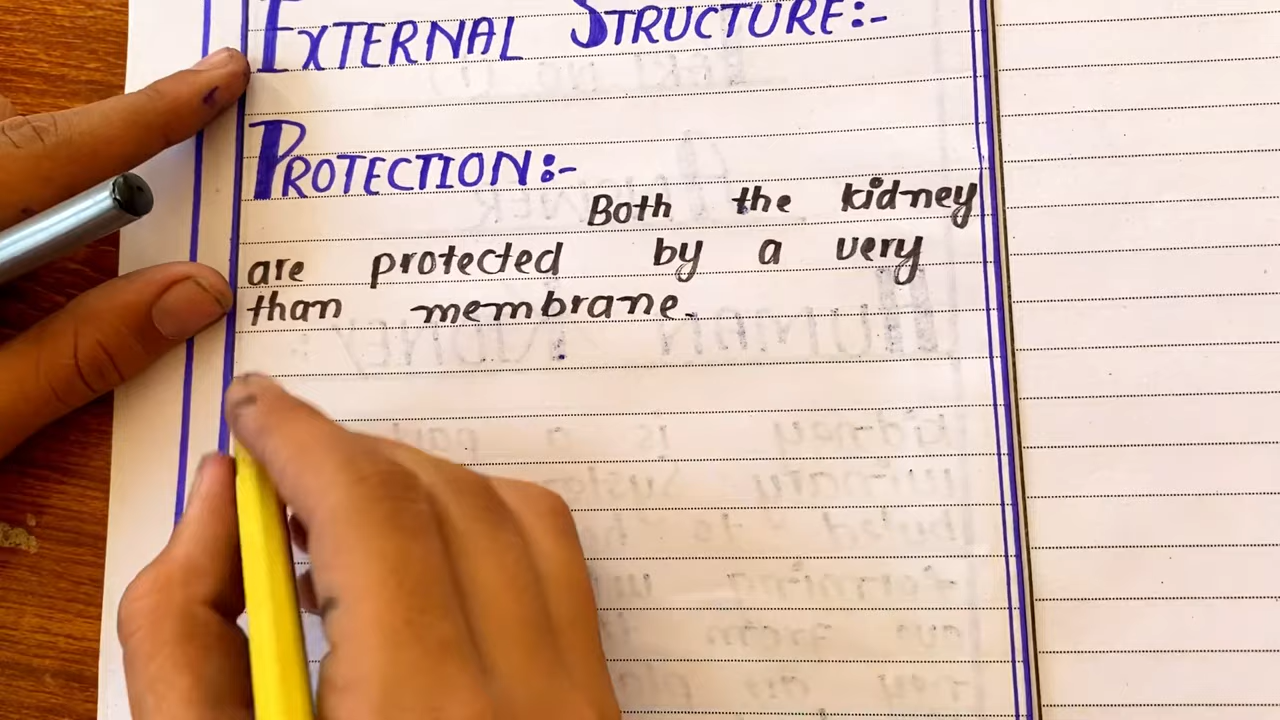 EXTERNAL STRUCTURE:-
PROTECTION:-
Both the kidney
are protected by a very
than membrane.